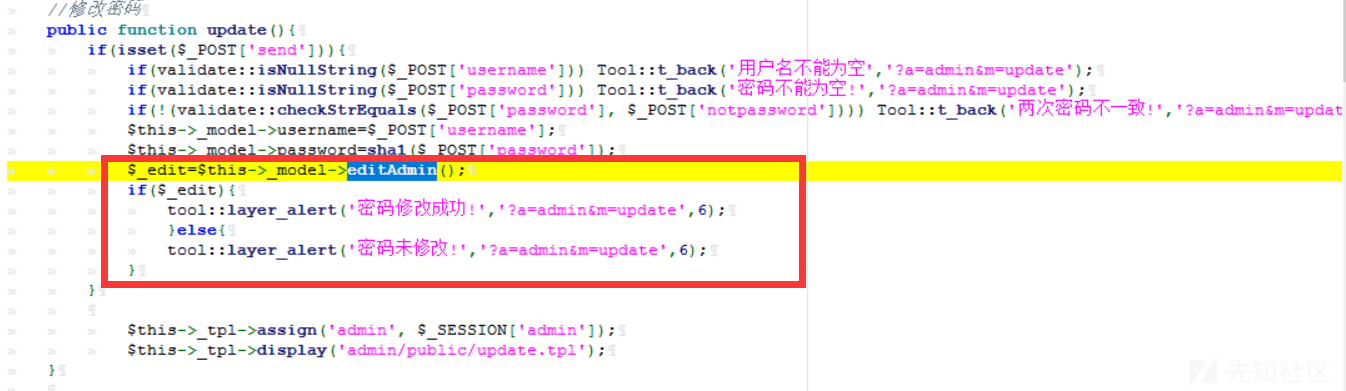 //修改密码
public function update(){
if(isset($_POST['send'])){
if(validate::isNullString($_POST['username'])) Tool::t_back('用户名不能为空','?a=admin&m=update');
if(validate::isNullString($_POST['password'])) Tool::t_back('密码不能为空!','?a=admin&m=update');
if(!(validate::checkStrEquals($_POST['password'], $_POST['notpassword']))) Tool::t_back('两次密码不一致!','?a=admin&m=updat
$this->_model->username=$_POST['username'];
$this->_model->password=sha1($_POST['password']);
$_edit=$this->_model->editAdmin();
if($_edit){
tool::layer_alert('密码修改成功!','?a=admin&m=update',6);
}else{
tool::layer_alert('密码未修改!','?a=admin&m=update',6);
}
}
$this->_tpl->assign('admin', $_SESSION['admin']);
$this->_tpl->display('admin/public/update.tpl');
}
先知社区